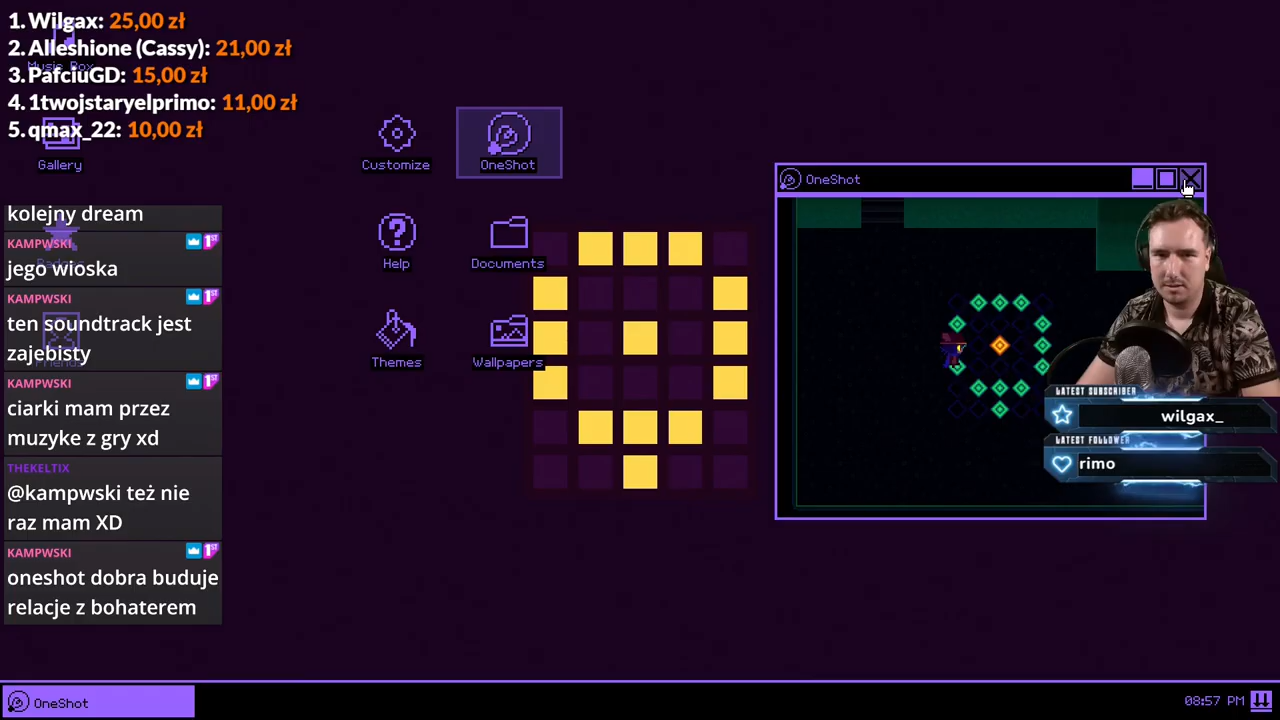 1. Wilgax: 25,00 zł
2. Alleshione (Cassy): 21,00 zł
3. PafciuGD: 15,00 zł
4. 1twojstaryelprimo: 11,00 zł
5. qmax_22: 10,00 zł
Music Box
Gallery
Customize
OneShot
Help
Documents
Themes
Wallpapers
kolejny dream
KAMPWSKI
jego wioska
KAMPWSKI
ten soundtrack jest
zajebisty
KAMPWSKI
ciarki mam przez
muzyke z gry xd
THEKELTIX
@kampwski też nie
raz mam XD
KAMPWSKI
oneshot dobra buduje
relacje z bohaterem
OneShot
LATEST SUBSCRIBER
wilgax_
LATEST FOLLOWER
rimo
OneShot
08:57 PM